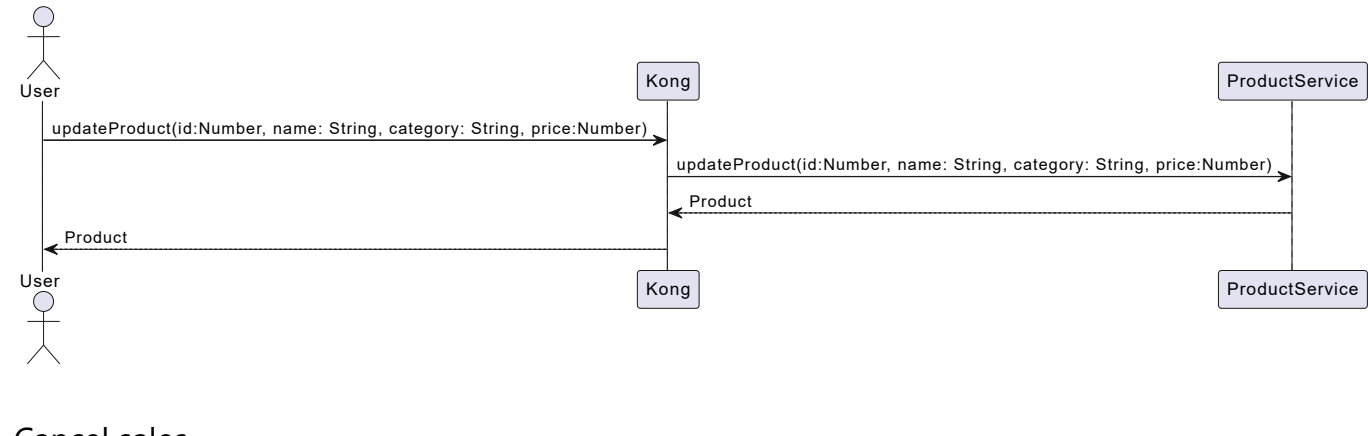 User
Kong
ProductService
updateProduct(id:Number, name: String, category: String, price:Number)
updateProduct(id:Number, name: String, category: String, price:Number)
Product
Product
User
Kong
ProductService
Cancel sales